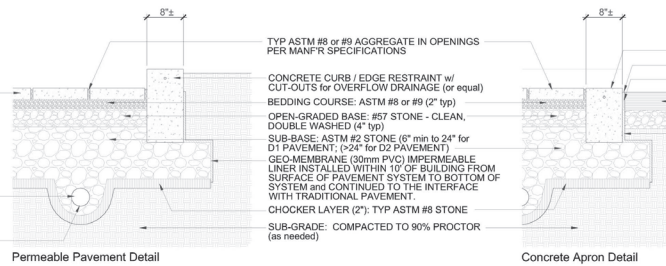 8"±
8"±
TYP ASTM #8 or #9 AGGREGATE IN OPENINGS
PER MANF'R SPECIFICATIONS
CONCRETE CURB / EDGE RESTRAINT w/
CUT-OUTS for OVERFLOW DRAINAGE (or equal)
BEDDING COURSE: ASTM #8 or #9 (2" typ)
OPEN-GRADED BASE: #57 STONE - CLEAN,
DOUBLE WASHED (4" typ)
SUB-BASE: ASTM #2 STONE (6" min to 24" for
D1 PAVEMENT; (>24" for D2 PAVEMENT)
GEO-MEMBRANE (30mm PVC) IMPERMEABLE
LINER INSTALLED WITHIN 10' OF BUILDING FROM
SURFACE OF PAVEMENT SYSTEM TO BOTTOM OF
SYSTEM and CONTINUED TO THE INTERFACE
WITH TRADITIONAL PAVEMENT.
CHOCKER LAYER (2"): TYP ASTM #8 STONE
SUB-GRADE: COMPACTED TO 90% PROCTOR
(as needed)
Permeable Pavement Detail
Concrete Apron Detail